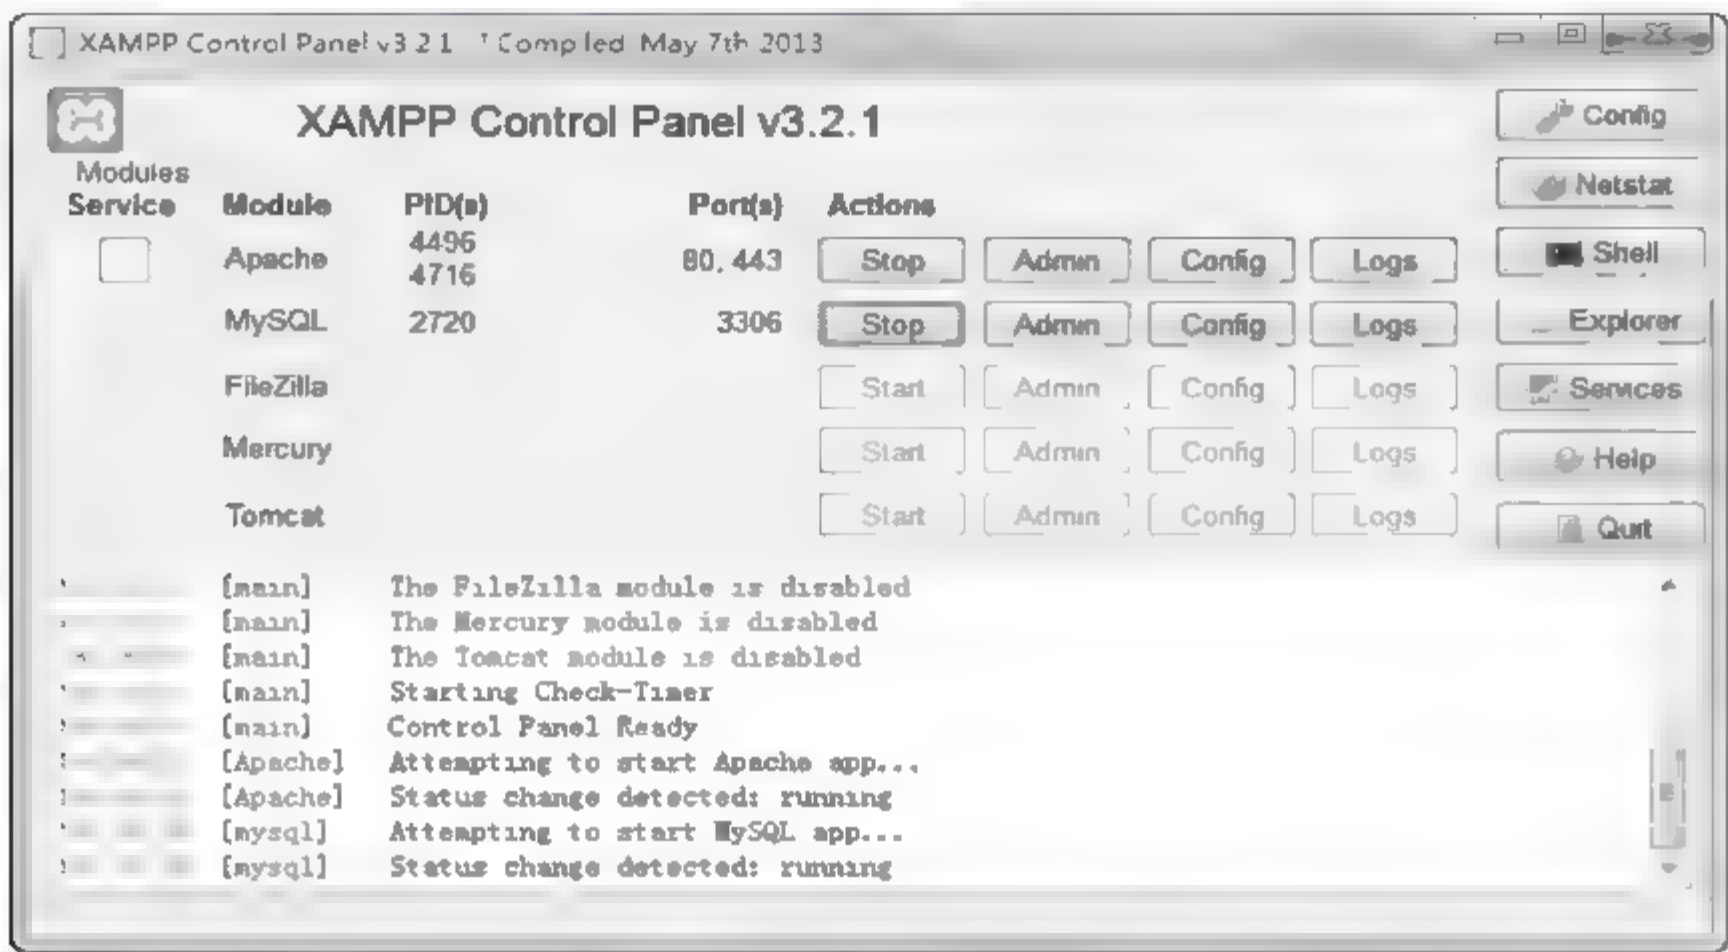 XAMPP Control Panel v3.2.1 Compiled: May 7th 2013
XAMPP Control Panel v3.2.1
Config
Modules
Service Module PID(s) Port(s) Actions
Netstat
Apache 4496 4716 80, 443 Stop Admin Config Logs
Shell
MySQL 2720 3306 Stop Admin Config Logs
Explorer
FileZilla Start Admin Config Logs
Services
Mercury Start Admin Config Logs
Help
Tomcat Start Admin Config Logs
Quit
[main] The FileZilla module is disabled
[main] The Mercury module is disabled
[main] The Tomcat module is disabled
[main] Starting Check-Timer
[main] Control Panel Ready
[Apache] Attempting to start Apache app...
[Apache] Status change detected: running
[mysql] Attempting to start MySQL app...
[mysql] Status change detected: running